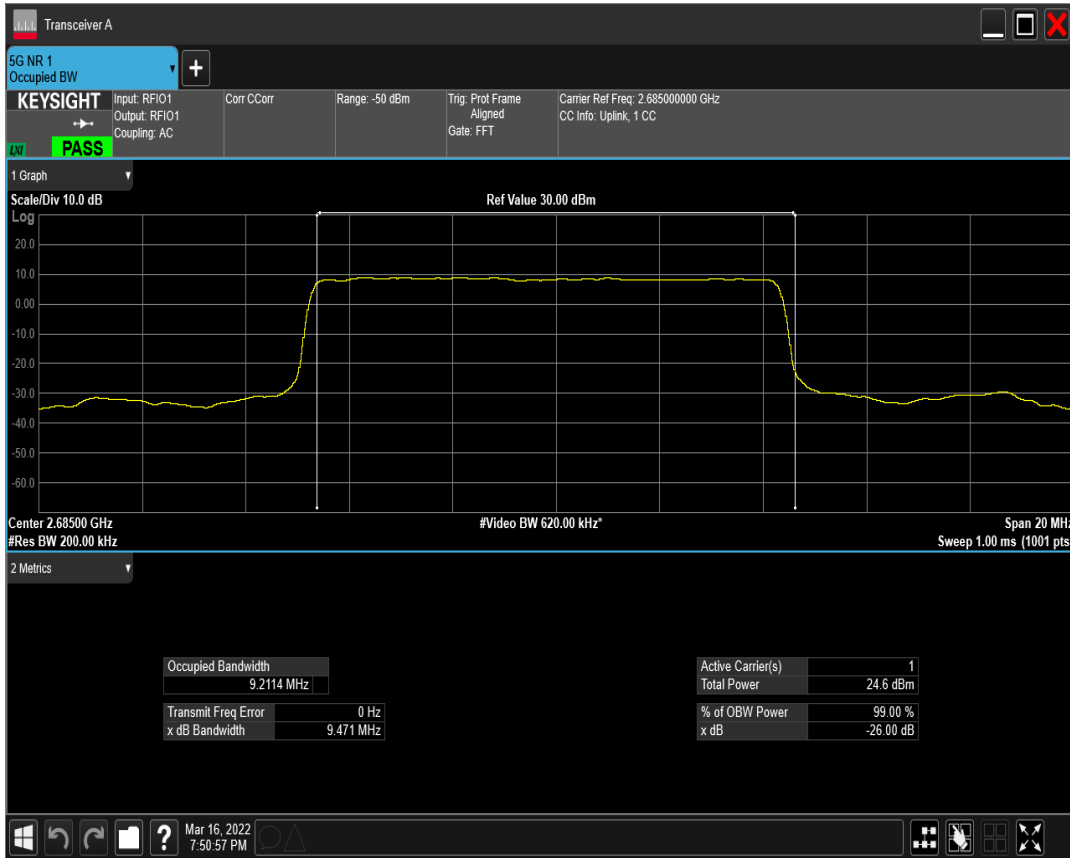 Transceiver A
5G NR 1
Occupied BW
KEYSIGHT
LXI
PASS
Input: RFIO1
Output: RFIO1
Coupling: AC
Corr CCorr
Range: -50 dBm
Trig: Prot Frame
Aligned
Gate: FFT
Carrier Ref Freq: 2.685000000 GHz
CC Info: Uplink, 1 CC
1 Graph
Scale/Div 10.0 dB
Ref Value 30.00 dBm
Log
20.0
10.0
0.00
-10.0
-20.0
-30.0
-40.0
-50.0
-60.0
Center 2.68500 GHz
#Video BW 620.00 kHz*
Span 20 MHz
#Res BW 200.00 kHz
Sweep 1.00 ms (1001 pts
2 Metrics
Occupied Bandwidth
9.2114 MHz
Transmit Freq Error 0 Hz
x dB Bandwidth 9.471 MHz
Active Carrier(s) 1
Total Power 24.6 dBm
% of OBW Power 99.00 %
x dB -26.00 dB
?
Mar 16, 2022
7:50:57 PM